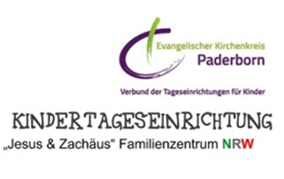 Evangelischer Kirchenkreis
Paderborn
Verbund der Tageseinrichtungen für Kinder
KINDERTAGESEINRICHTUNG
„Jesus & Zachäus“ Familienzentrum NRW